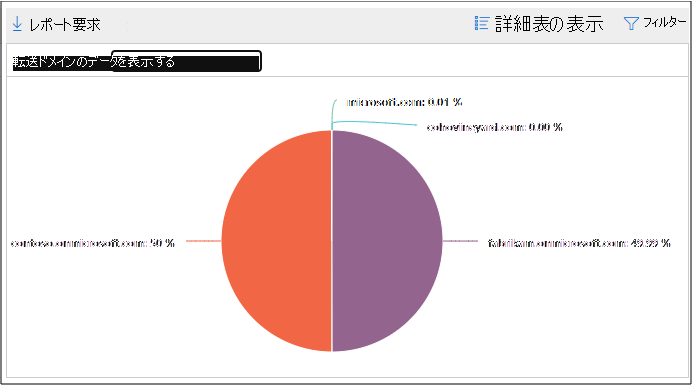 レポート要求
詳細表の表示
フィルター
転送ドメインのデータを表示する
microsoft.com: 0.01 %
cohovineyard.com: 0.00 %
contoso.onmicrosoft.com: 50 %
fabrikam.onmicrosoft.com: 49.99 %